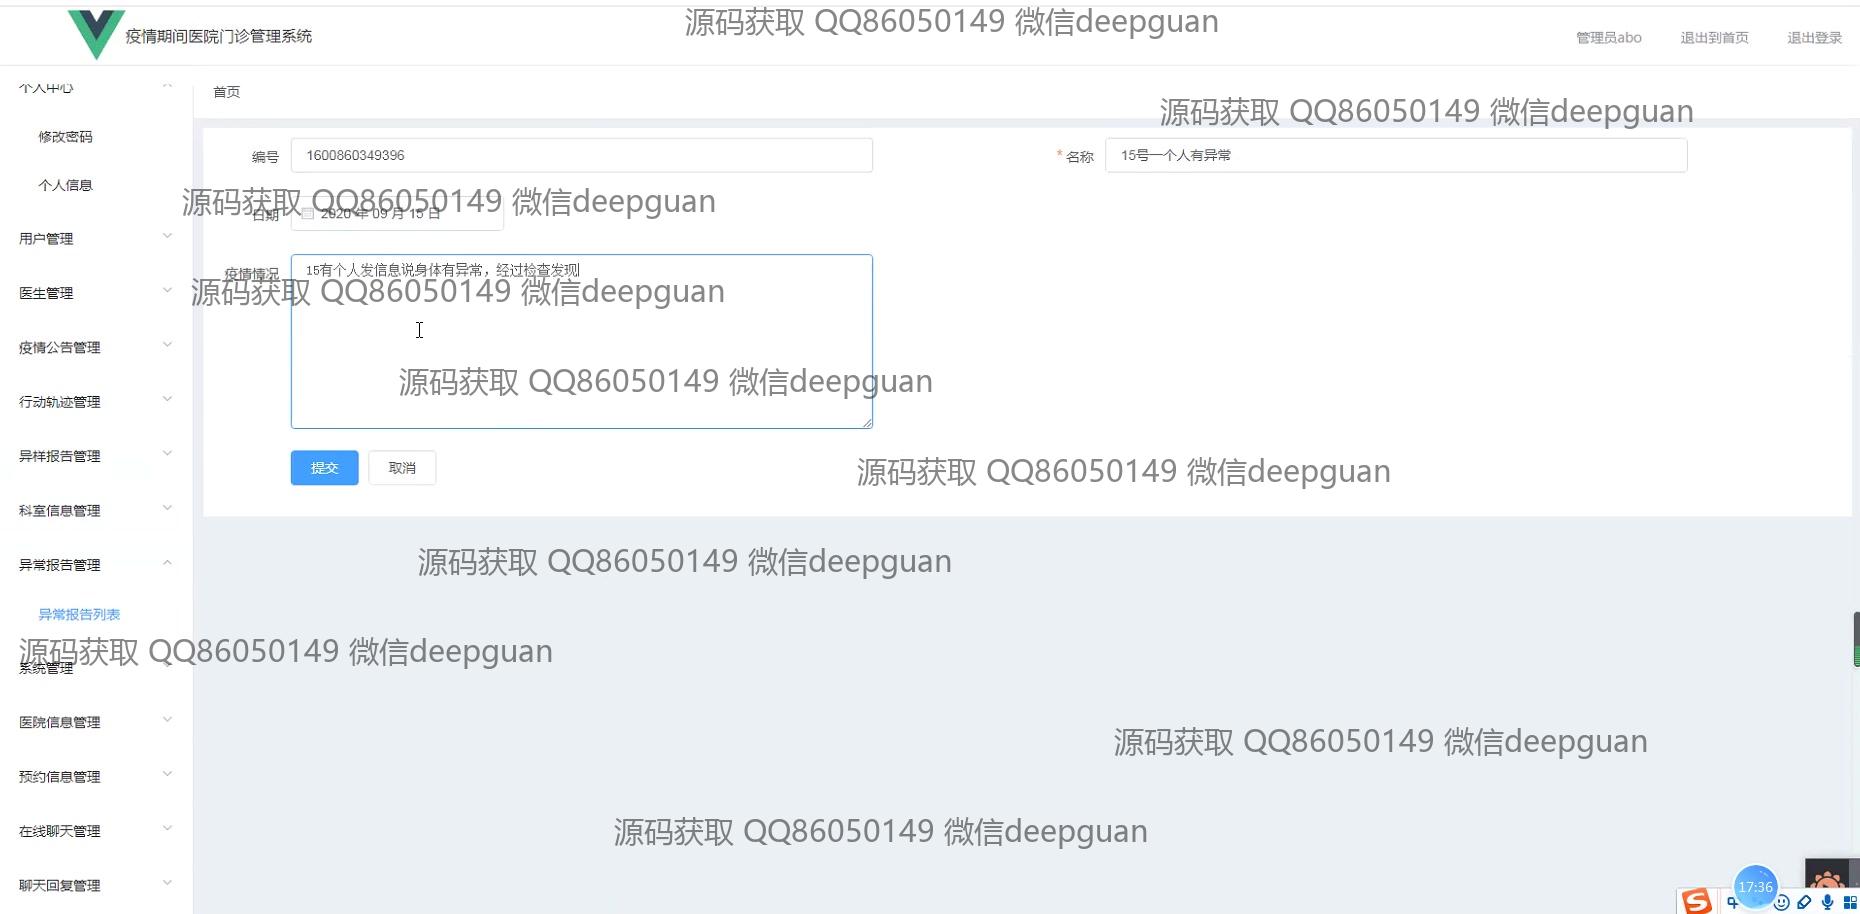 源码获取 QQ86050149 微信deepguan
疫情期间医院门诊管理系统
管理员abo
退出到首页
退出登录
个人中心
首页
源码获取 QQ86050149 微信deepguan
修改密码
编号
1600860349396
* 名称
15号一个人有异常
个人信息
源码获取 QQ86050149 微信deepguan
日期
2020 年 09 月 15 日
用户管理
疫情情况
15有个人发信息说身体有异常，经过检查发现
医生管理
源码获取 QQ86050149 微信deepguan
疫情公告管理
源码获取 QQ86050149 微信deepguan
行动轨迹管理
异样报告管理
提交
取消
源码获取 QQ86050149 微信deepguan
科室信息管理
异常报告管理
源码获取 QQ86050149 微信deepguan
异常报告列表
源码获取 QQ86050149 微信deepguan
系统管理
医院信息管理
源码获取 QQ86050149 微信deepguan
预约信息管理
在线聊天管理
源码获取 QQ86050149 微信deepguan
聊天回复管理
17:36